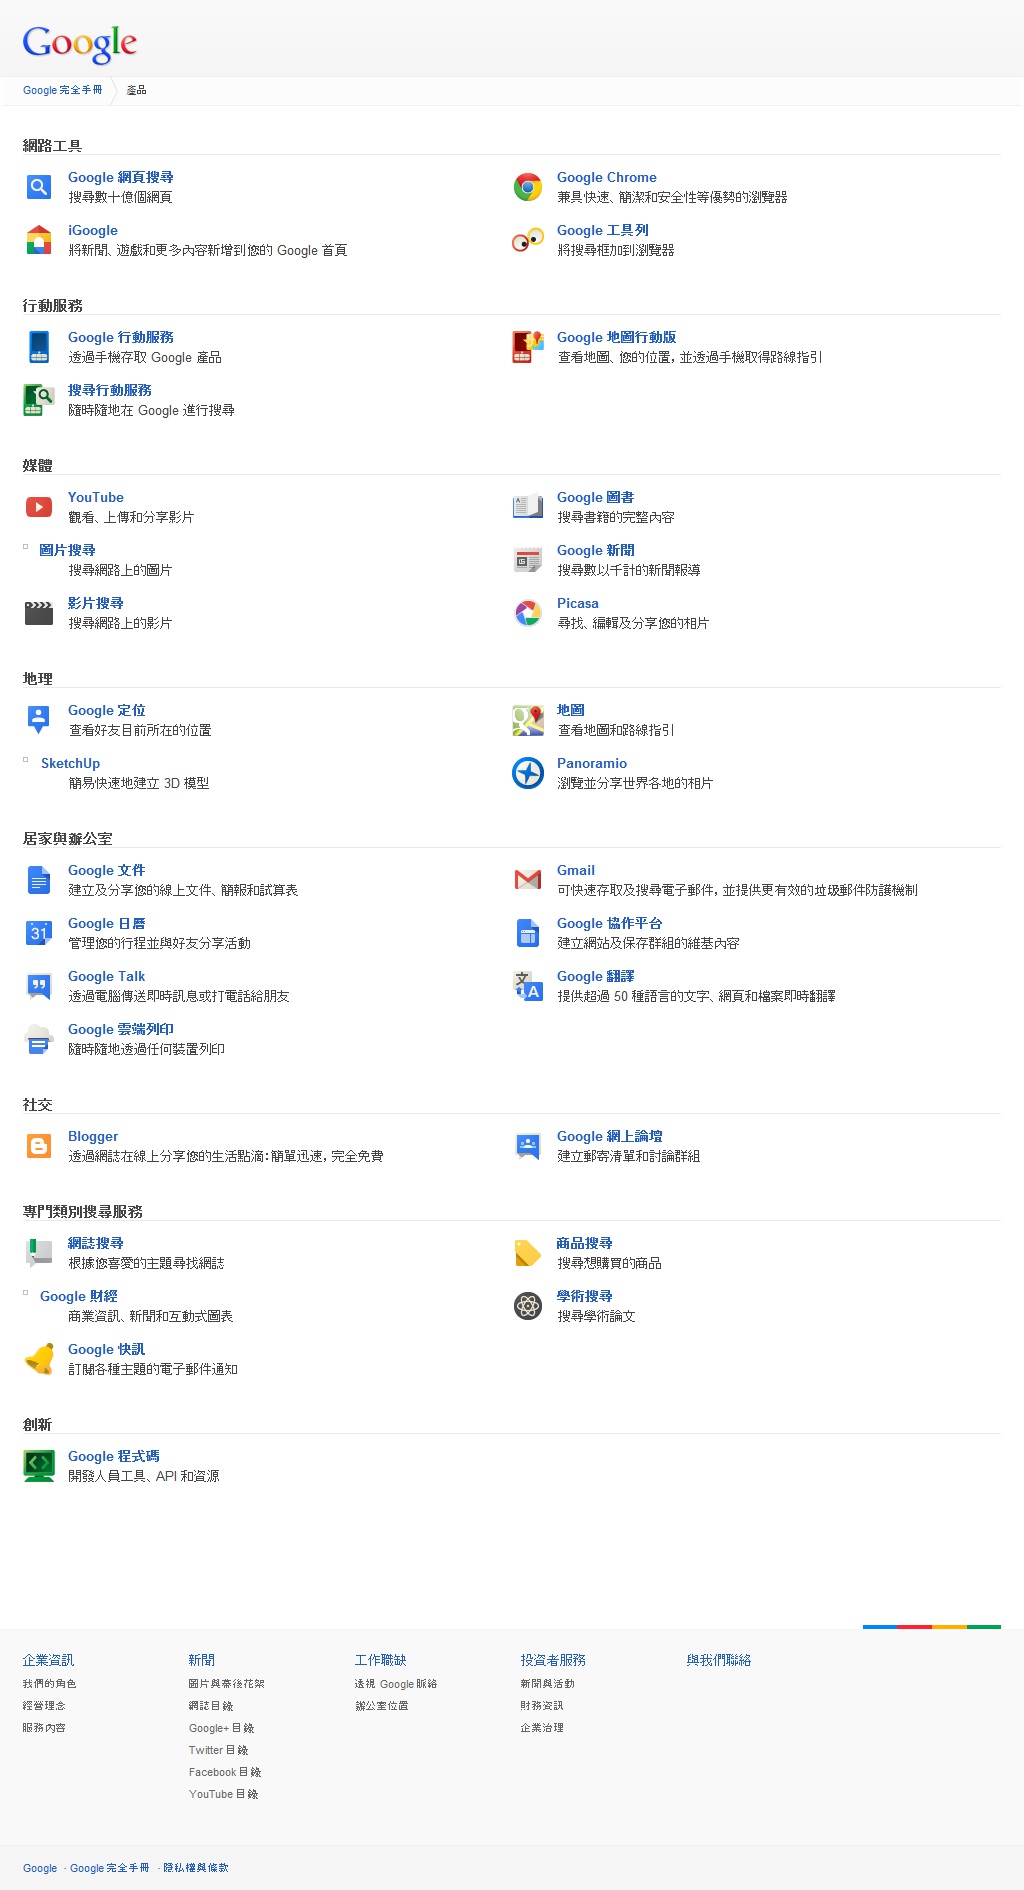 Google
Google 完全手冊 產品
網路工具
Google 網頁搜尋
搜尋數十億個網頁
Google Chrome
兼具快速、簡潔和安全性等優勢的瀏覽器
iGoogle
將新聞、遊戲和更多內容新增到您的 Google 首頁
Google 工具列
將搜尋框加到瀏覽器
行動服務
Google 行動服務
透過手機存取 Google 產品
Google 地圖行動版
查看地圖、您的位置，並透過手機取得路線指引
搜尋行動服務
隨時隨地在 Google 進行搜尋
媒體
YouTube
觀看、上傳和分享影片
Google 圖書
搜尋書籍的完整內容
圖片搜尋
搜尋網路上的圖片
Google 新聞
搜尋數以千計的新聞報導
影片搜尋
搜尋網路上的影片
Picasa
尋找、編輯及分享您的相片
地理
Google 定位
查看好友目前所在的位置
地圖
查看地圖和路線指引
SketchUp
簡易快速地建立 3D 模型
Panoramio
瀏覽並分享世界各地的相片
居家與辦公室
Google 文件
建立及分享您的線上文件、簡報和試算表
Gmail
可快速存取及搜尋電子郵件，並提供更有效的垃圾郵件防護機制
Google 日曆
管理您的行程並與好友分享活動
Google 協作平台
建立網站及保存群組的維基內容
Google Talk
透過電腦傳送即時訊息或打電話給朋友
Google 翻譯
提供超過 50 種語言的文字、網頁和檔案即時翻譯
Google 雲端列印
隨時隨地透過任何裝置列印
社交
Blogger
透過網誌在線上分享您的生活點滴：簡單迅速，完全免費
Google 網上論壇
建立郵寄清單和討論群組
專門類別搜尋服務
網誌搜尋
根據您喜愛的主題尋找網誌
商品搜尋
搜尋想購買的商品
Google 財經
商業資訊、新聞和互動式圖表
學術搜尋
搜尋學術論文
Google 快訊
訂閱各種主題的電子郵件通知
創新
Google 程式碼
開發人員工具、API 和資源
企業資訊
我們的角色
經營理念
服務內容
新聞
圖片與幕後花絮
網誌目錄
Google+ 目錄
Twitter 目錄
Facebook 目錄
YouTube 目錄
工作職缺
透視 Google 脈絡
辦公室位置
投資者服務
新聞與活動
財務資訊
企業治理
與我們聯絡
Google · Google 完全手冊 · 隱私權與條款